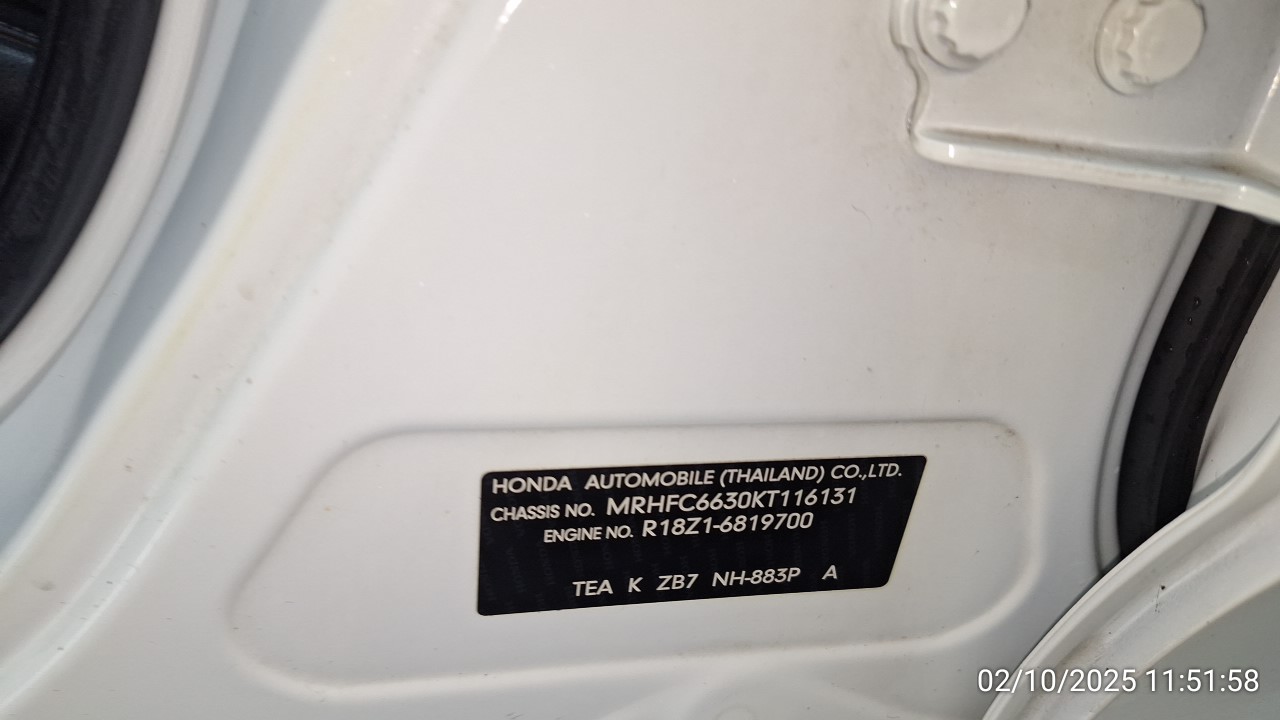 HONDA AUTOMOBILE (THAILAND) CO.,LTD.
CHASSIS NO. MRHFC6630KT116131
ENGINE NO. R18Z1-6819700
TEA K ZB7 NH-883P A
02/10/2025 11:51:58